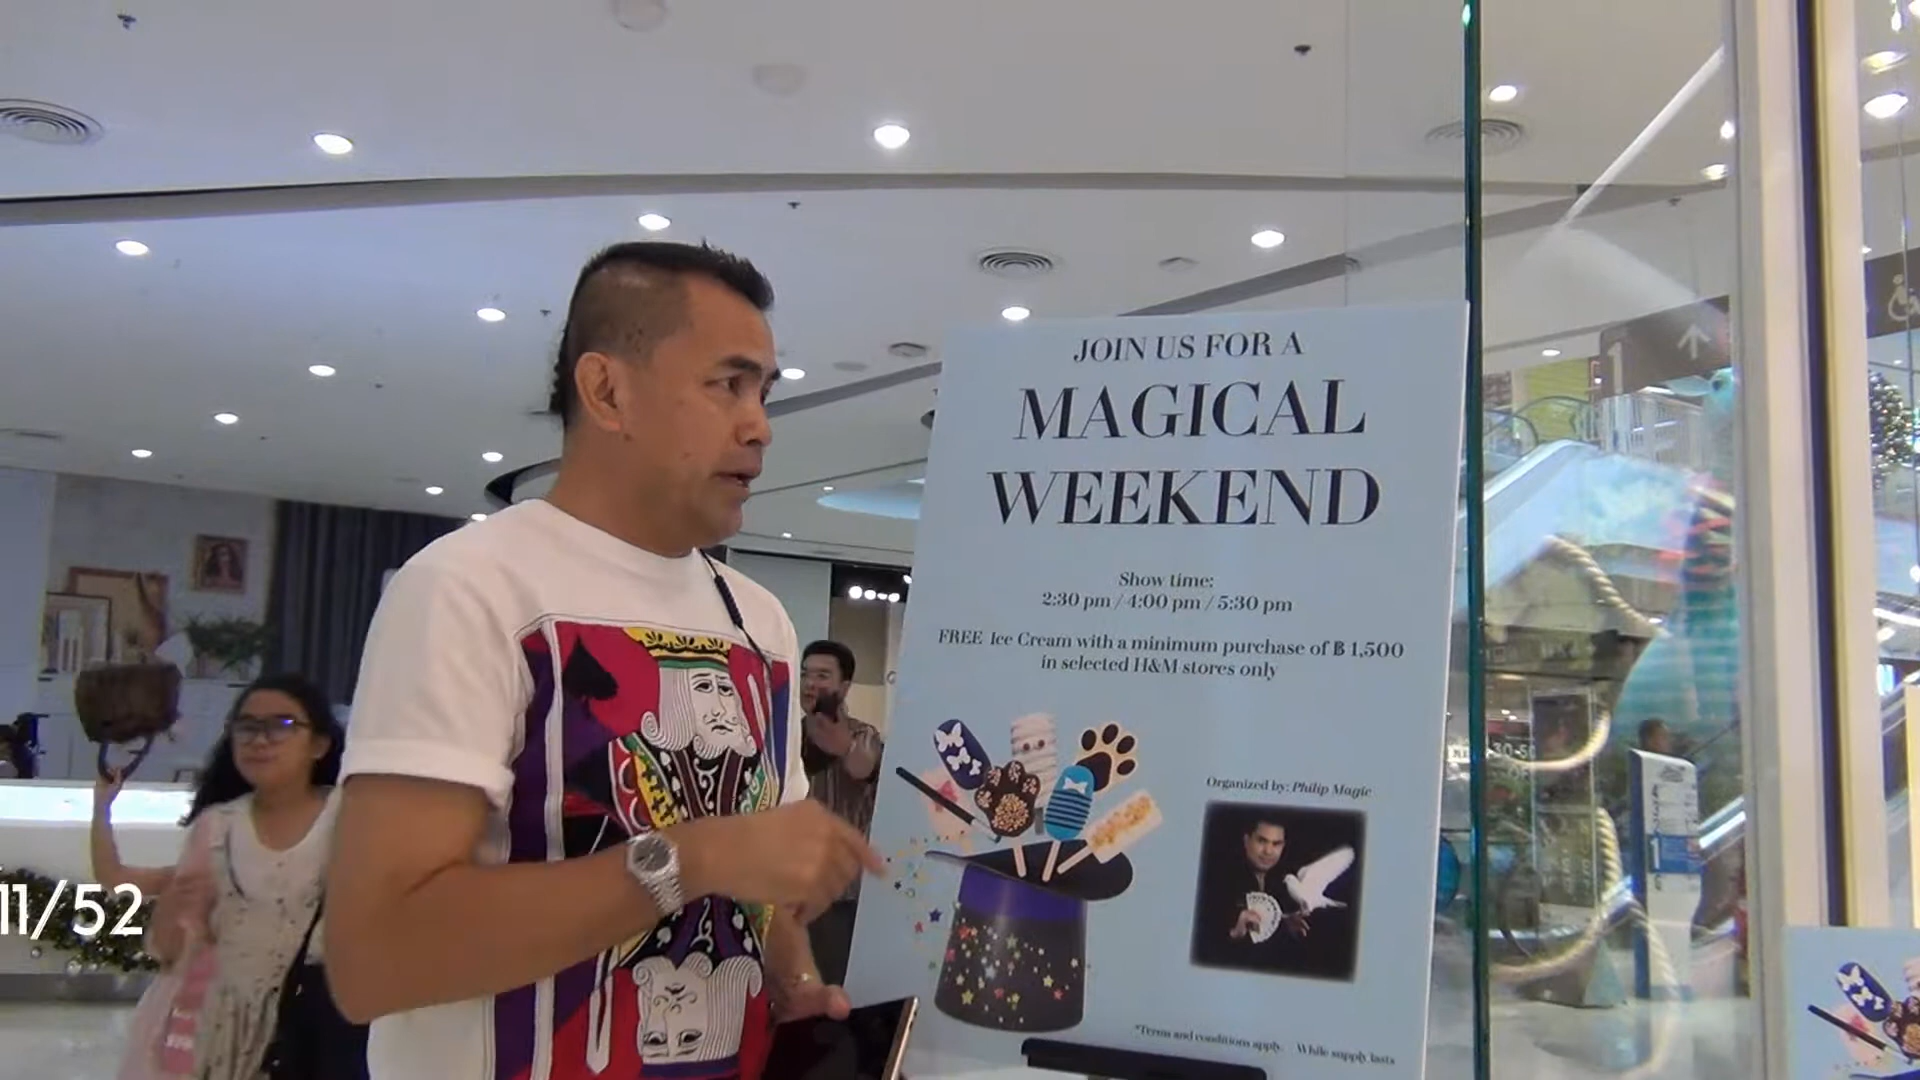 JOIN US FOR A
MAGICAL
WEEKEND
Show time:
2:30 pm / 4:00 pm / 5:30 pm
FREE Ice Cream with a minimum purchase of ฿ 1,500
in selected H&M stores only
Organized by: Philip Magic
*Terms and conditions apply. While supply lasts
11/52
1
1